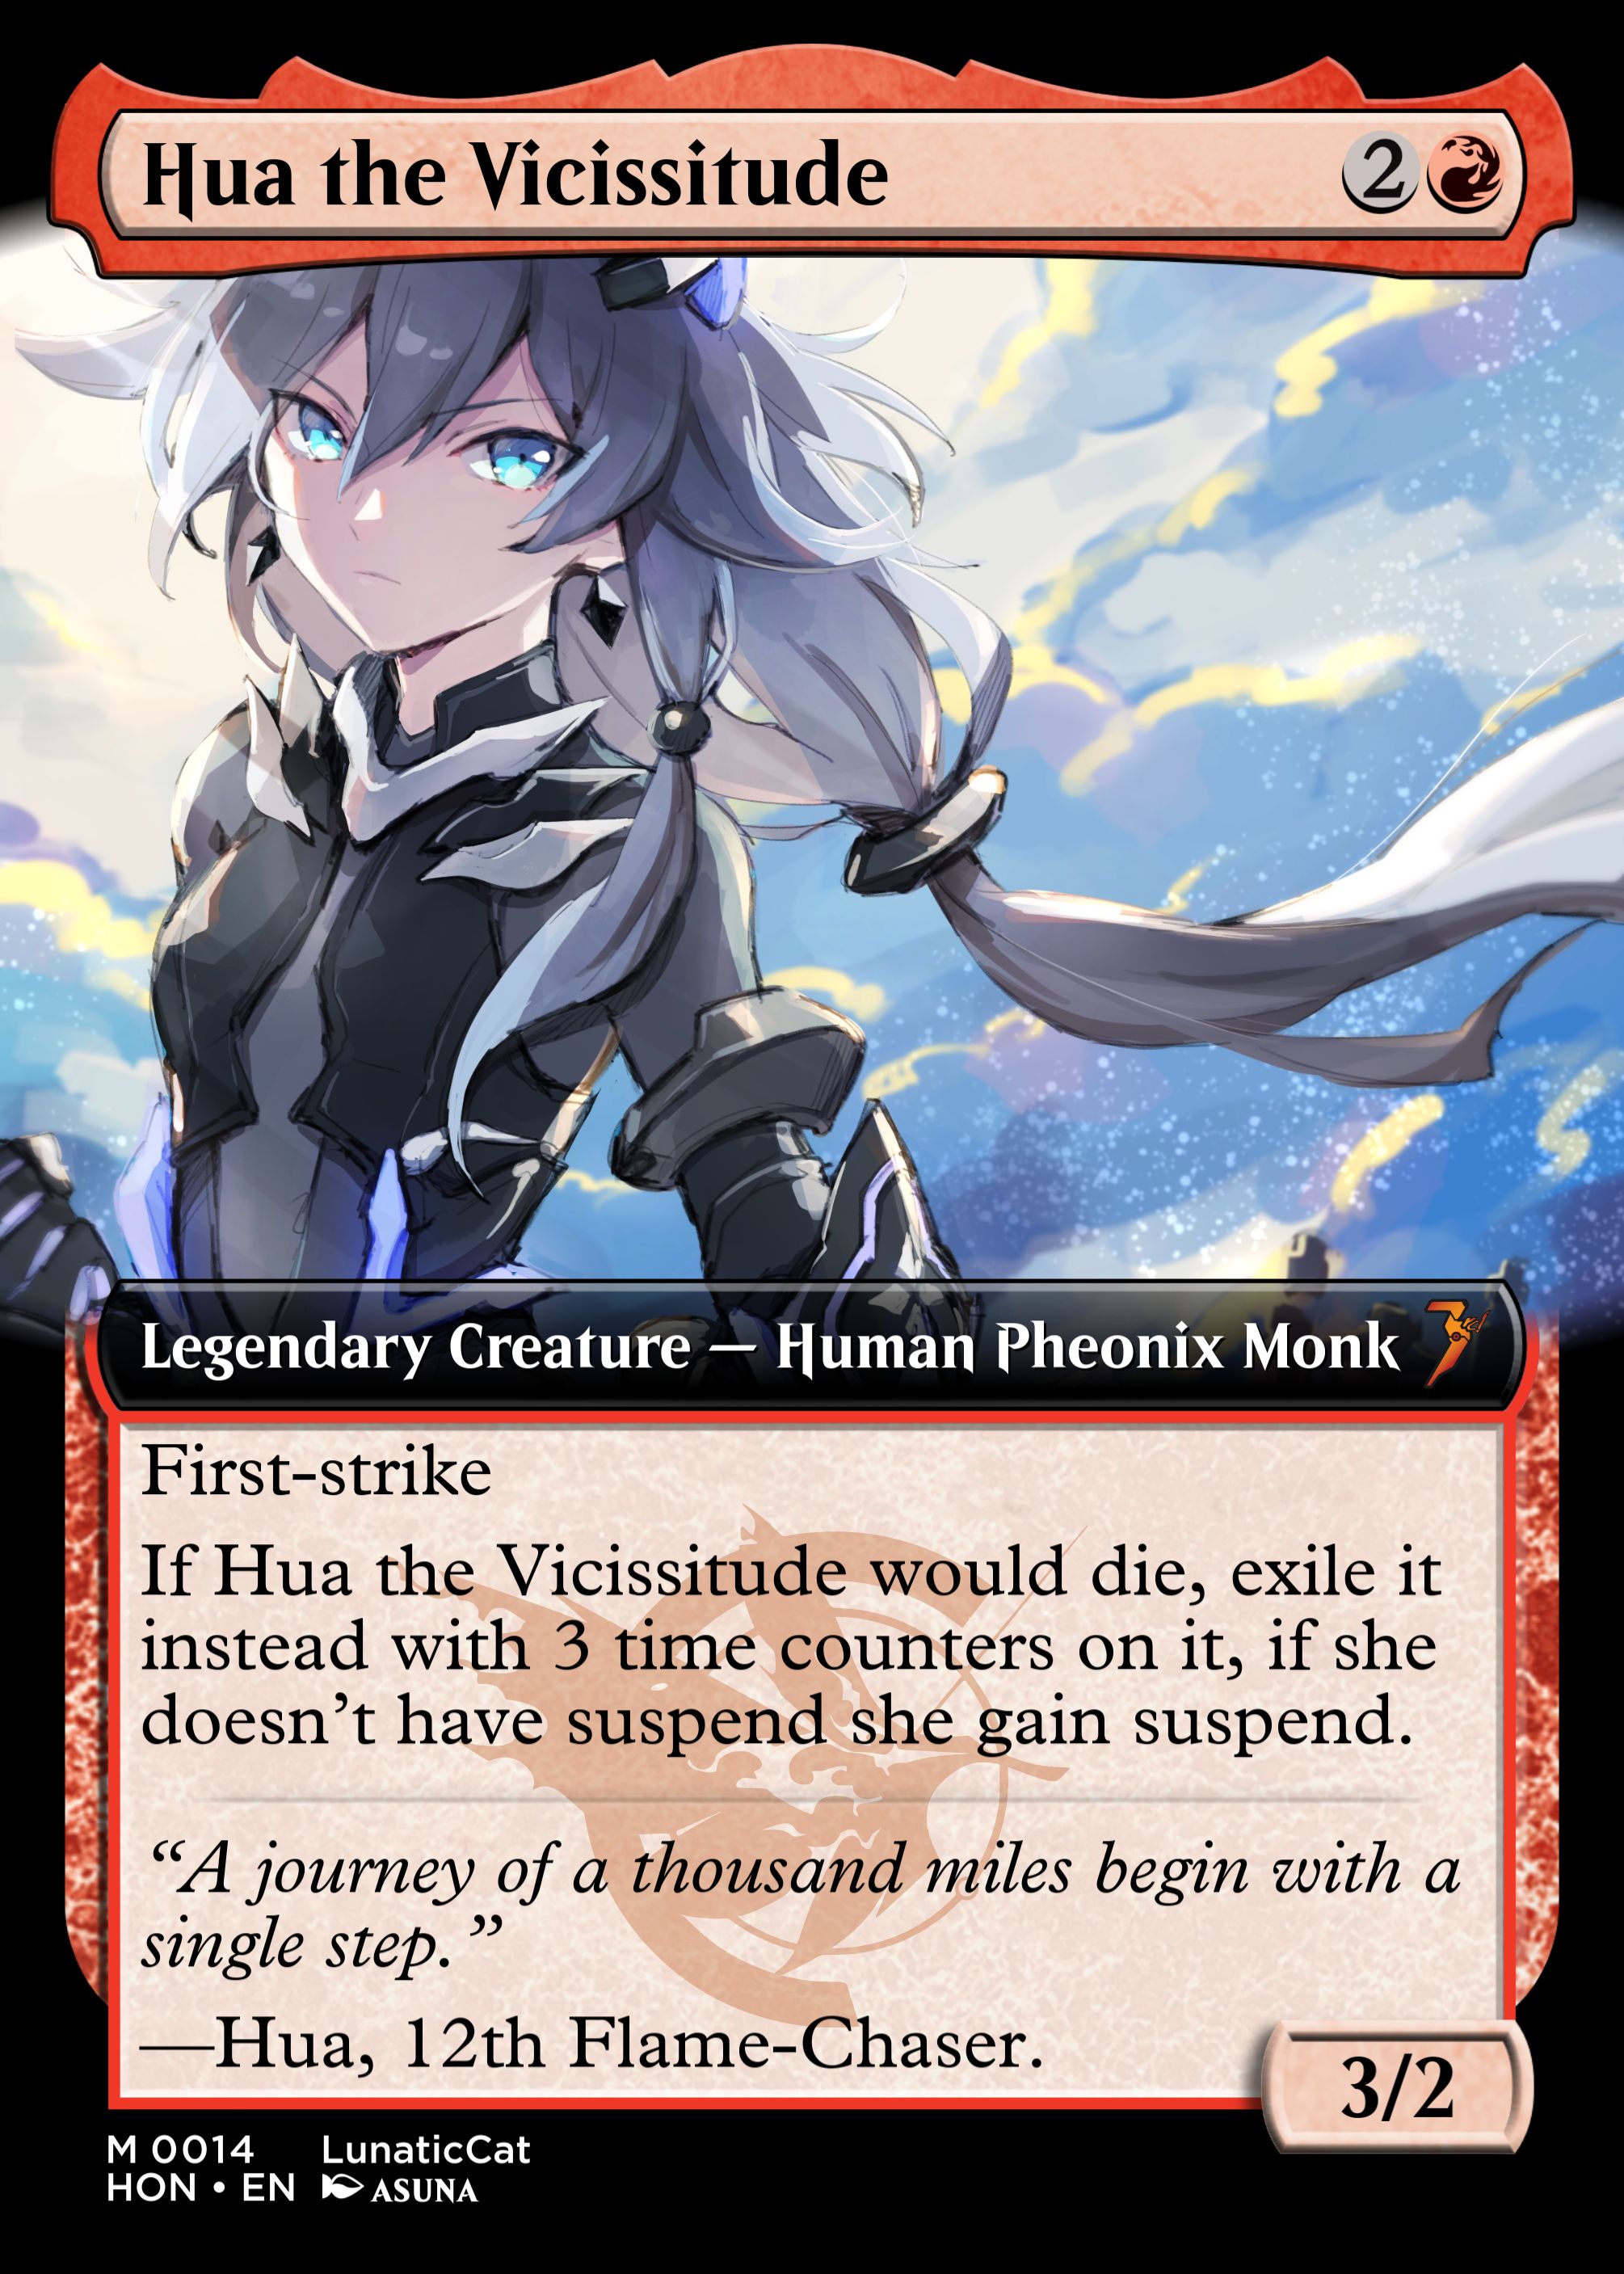 Hua the Vicissitude 2
Legendary Creature — Human Pheonix Monk 3rd
First-strike
If Hua the Vicissitude would die, exile it
instead with 3 time counters on it, if she
doesn't have suspend she gain suspend.
“A journey of a thousand miles begin with a
single step.”
—Hua, 12th Flame-Chaser.
3/2
M 0014 LunaticCat
HON • EN ASUNA